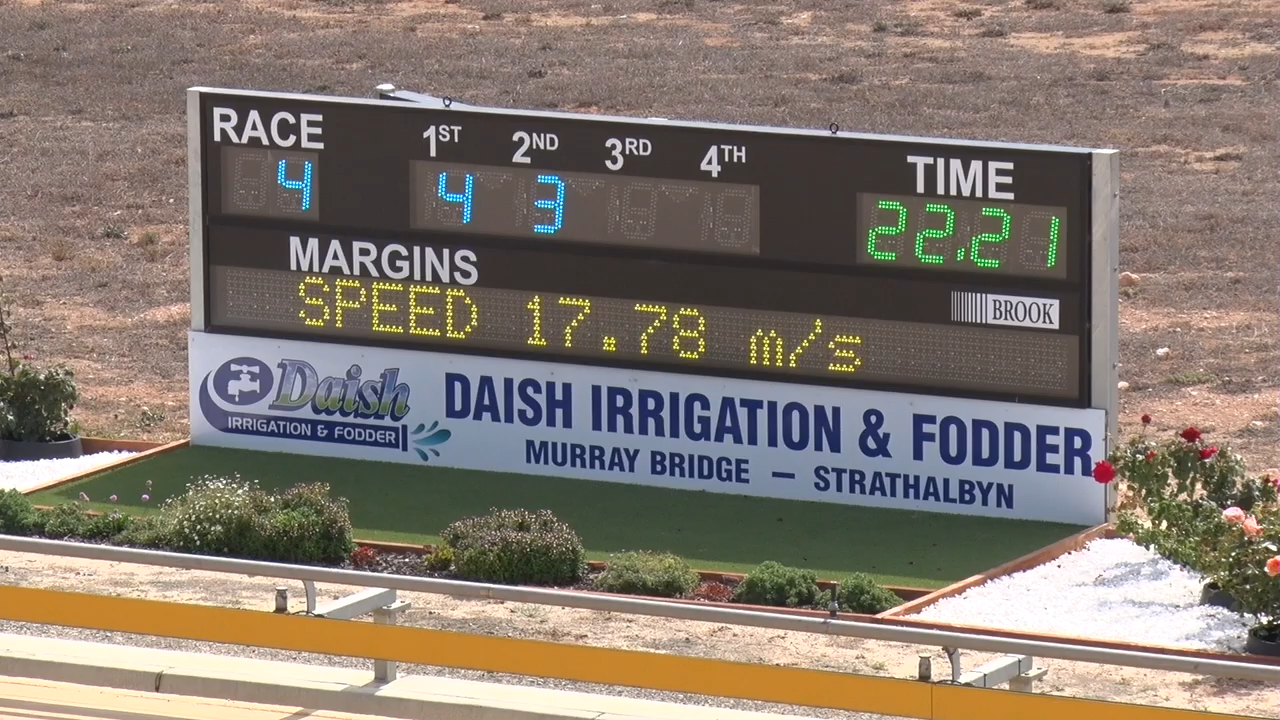 RACE 1ST 2ND 3RD 4TH TIME
4 4 3 22.21
MARGINS
BROOK
SPEED 17.78 m/s
Daish
IRRIGATION & FODDER
DAISH IRRIGATION & FODDER
MURRAY BRIDGE — STRATHALBYN